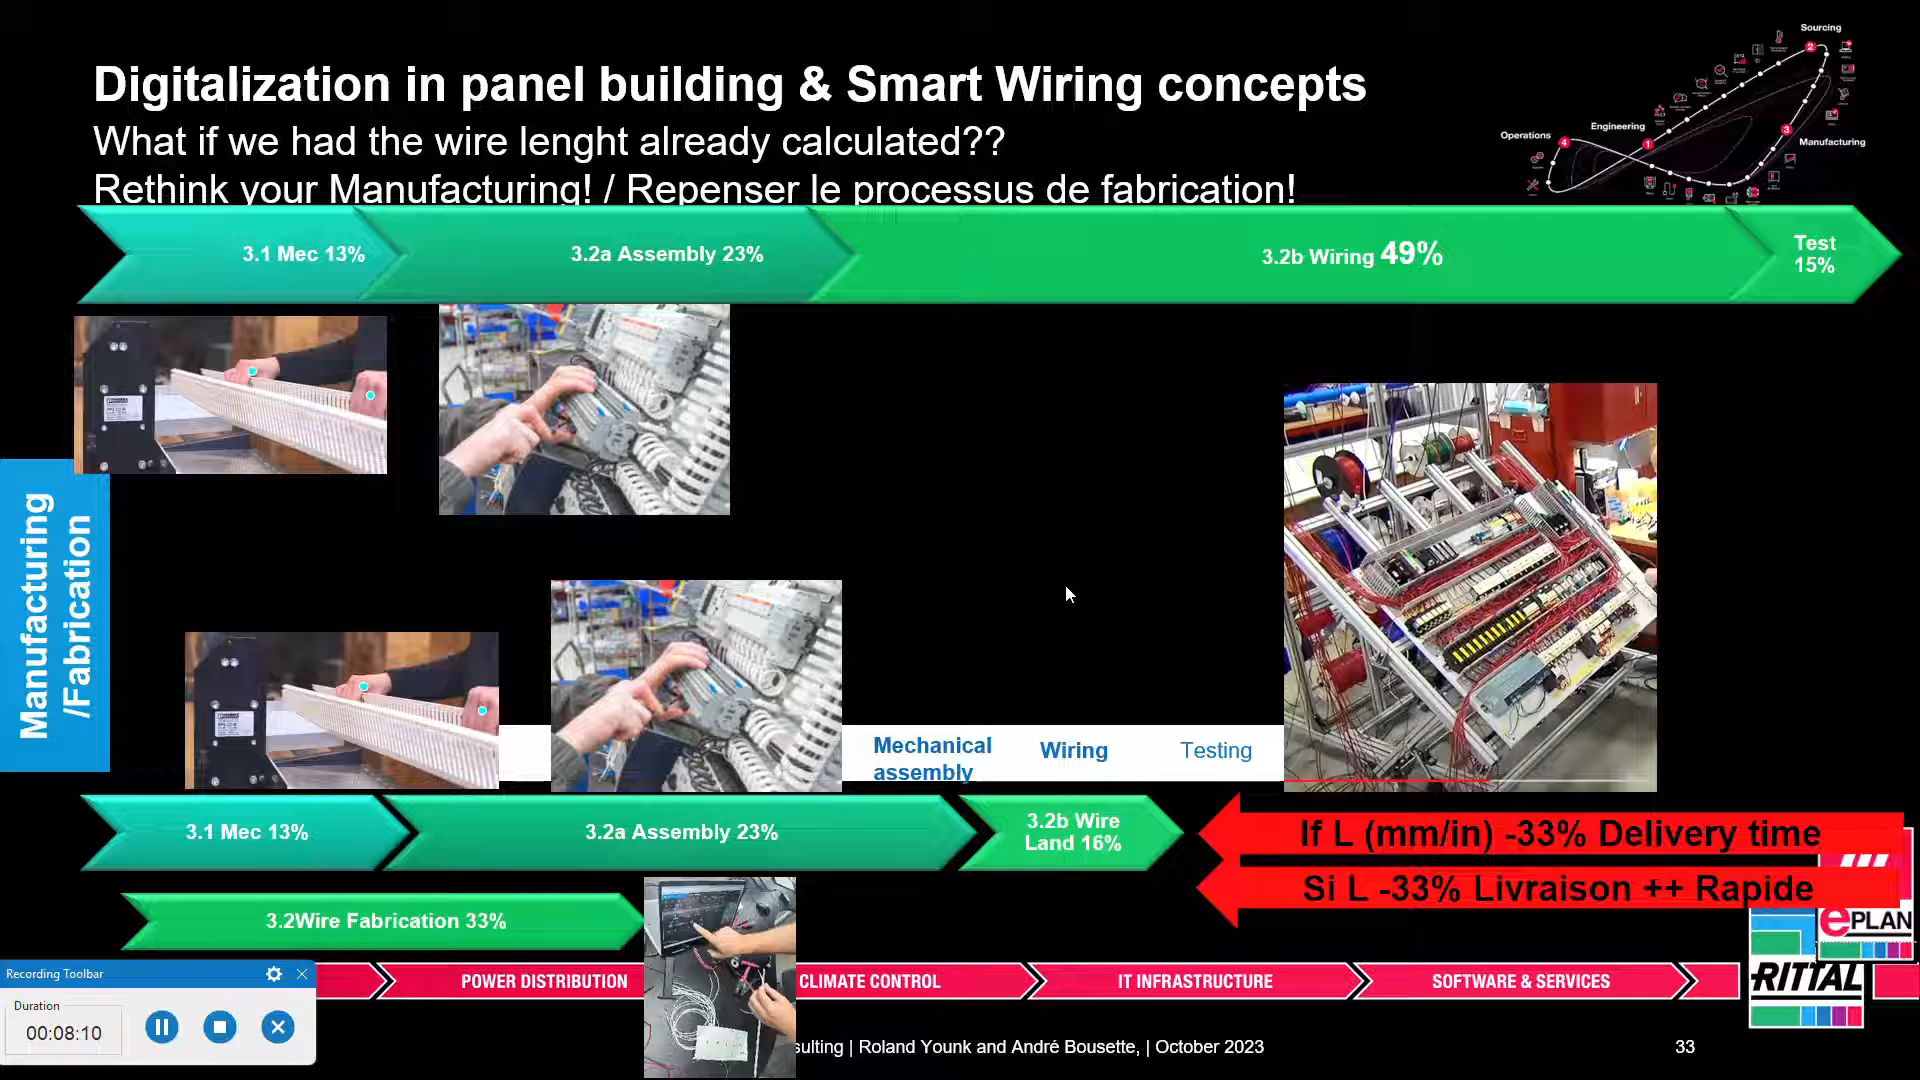 Digitalization in panel building & Smart Wiring concepts
What if we had the wire lenght already calculated??
Rethink your Manufacturing! / Repenser le processus de fabrication!
Sourcing
2
Engineering
Operations
4
1
3
Manufacturing
3.1 Mec 13%
3.2a Assembly 23%
3.2b Wiring 49%
Test
15%
Manufacturing
/Fabrication
Mechanical
assembly
Wiring
Testing
3.1 Mec 13%
3.2a Assembly 23%
3.2b Wire
Land 16%
If L (mm/in) -33% Delivery time
Si L -33% Livraison ++ Rapide
3.2Wire Fabrication 33%
ePLAN
RITTAL
POWER DISTRIBUTION
CLIMATE CONTROL
IT INFRASTRUCTURE
SOFTWARE & SERVICES
Recording Toolbar
Duration
00:08:10
sulting | Roland Younk and André Bousette, | October 2023
33